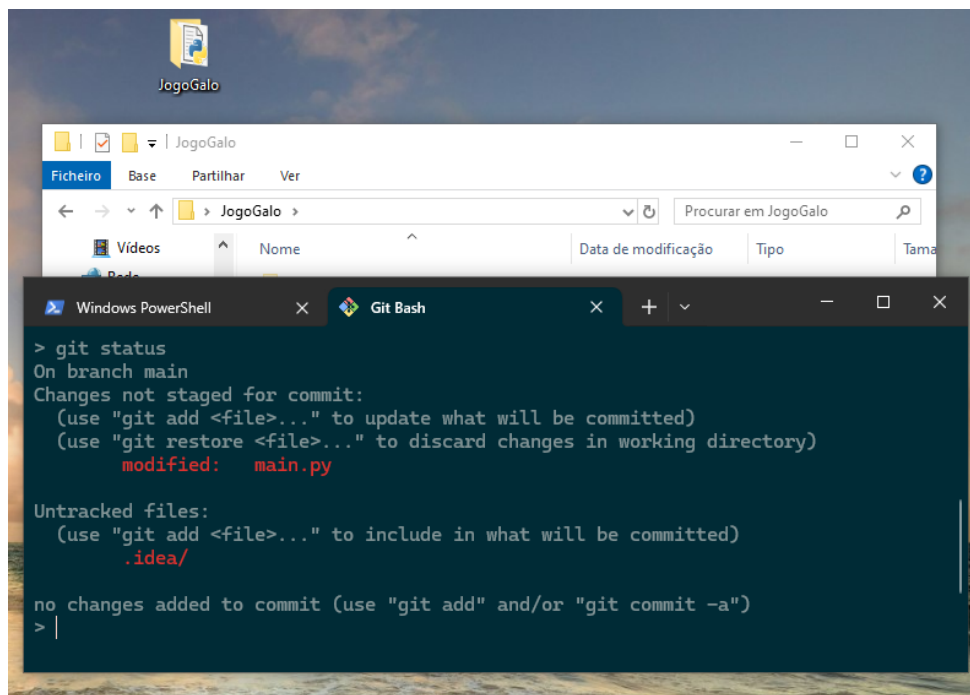 JogoGalo
JogoGalo
Ficheiro Base Partilhar Ver
JogoGalo
Procurar em JogoGalo
Vídeos
Nome
Data de modificação
Tipo
Tama
Windows PowerShell
Git Bash
> git status
On branch main
Changes not staged for commit:
(use "git add <file>..." to update what will be committed)
(use "git restore <file>..." to discard changes in working directory)
modified: main.py
Untracked files:
(use "git add <file>..." to include in what will be committed)
.idea/
no changes added to commit (use "git add" and/or "git commit -a")
>